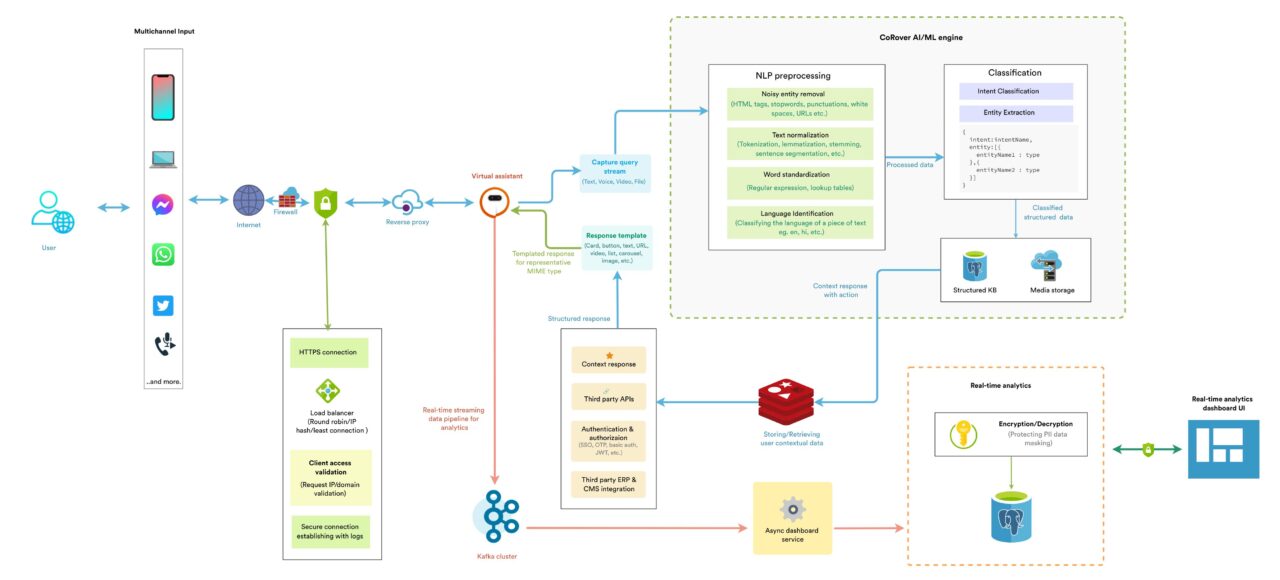 Multichannel Input
User
..and more.
Internet
Firewall
Reverse proxy
HTTPS connection
Load balancer
(Round robin/IP
hash/least connection )
Client access
validation
(Request IP/domain
validation)
Secure connection
establishing with logs
Virtual assistant
Capture query
stream
(Text, Voice, Video, File)
Response template
(Card, button, text, URL,
video, list, carousel,
image, etc.)
Templated response
for representative
MIME type
Structured response
Context response
Third party APIs
Authentication &
authorizaion
(SSO, OTP, basic auth,
JWT, etc.)
Third party ERP &
CMS integration
Real-time streaming
data pipeline for
analytics
Kafka cluster
CoRover AI/ML engine
NLP preprocessing
Noisy entity removal
(HTML tags, stopwords, punctuations, white
spaces, URLs etc.)
Text normalization
(Tokenization, lemmatization, stemming,
sentence segmentation, etc.)
Word standardization
(Regular expression, lookup tables)
Language Identification
(Classifying the language of a piece of text
eg. en, hi, etc.)
Processed data
Classification
Intent Classification
Entity Extraction
{
intent:intentName,
entity:[{
entityName1 : type
},{
entityName2 : type
}]
}
Classified
structured data
Structured KB
Media storage
Context response
with action
Storing/Retrieving
user contextual data
Async dashboard
service
Real-time analytics
Encryption/Decryption
(Protecting PII data
masking)
Real-time analytics
dashboard UI